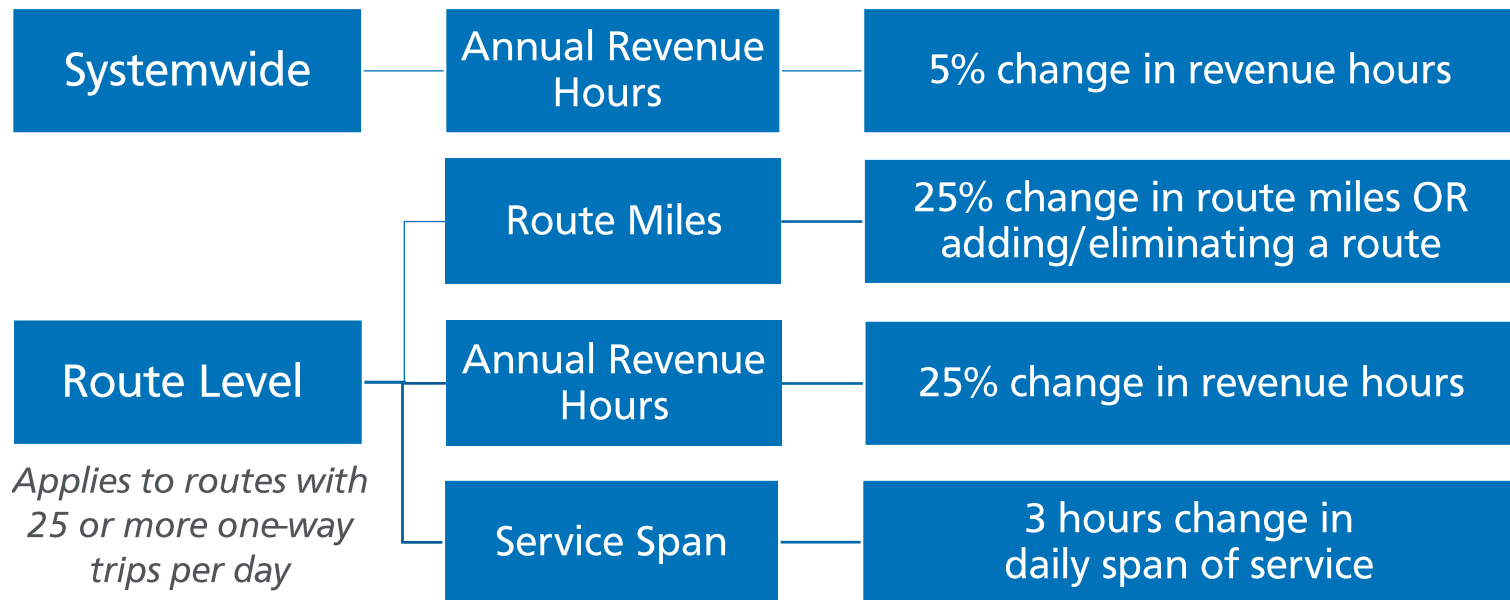 Systemwide
Annual Revenue
Hours
5% change in revenue hours
Route Miles
25% change in route miles OR
adding/eliminating a route
Route Level
Applies to routes with
25 or more one-way
trips per day
Annual Revenue
Hours
25% change in revenue hours
Service Span
3 hours change in
daily span of service